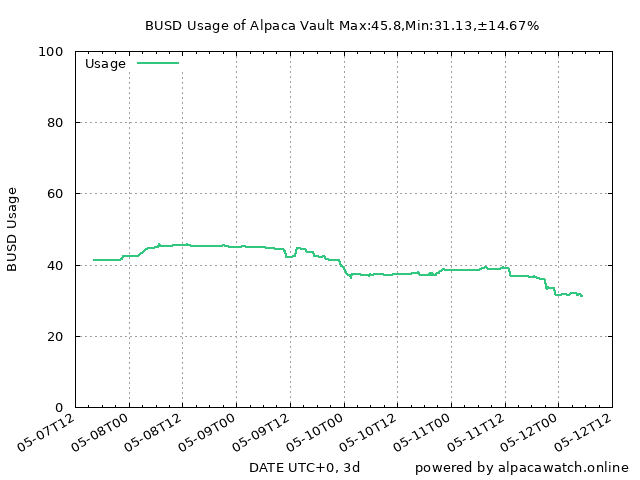 BUSD Usage of Alpaca Vault Max:45.8,Min:31.13,±14.67%
Usage
100
80
60
40
20
0
BUSD Usage
05-07T12
05-08T00
05-08T12
05-09T00
05-09T12
05-10T00
05-10T12
05-11T00
05-11T12
05-12T00
05-12T12
DATE UTC+0, 3d
powered by alpacawatch.online